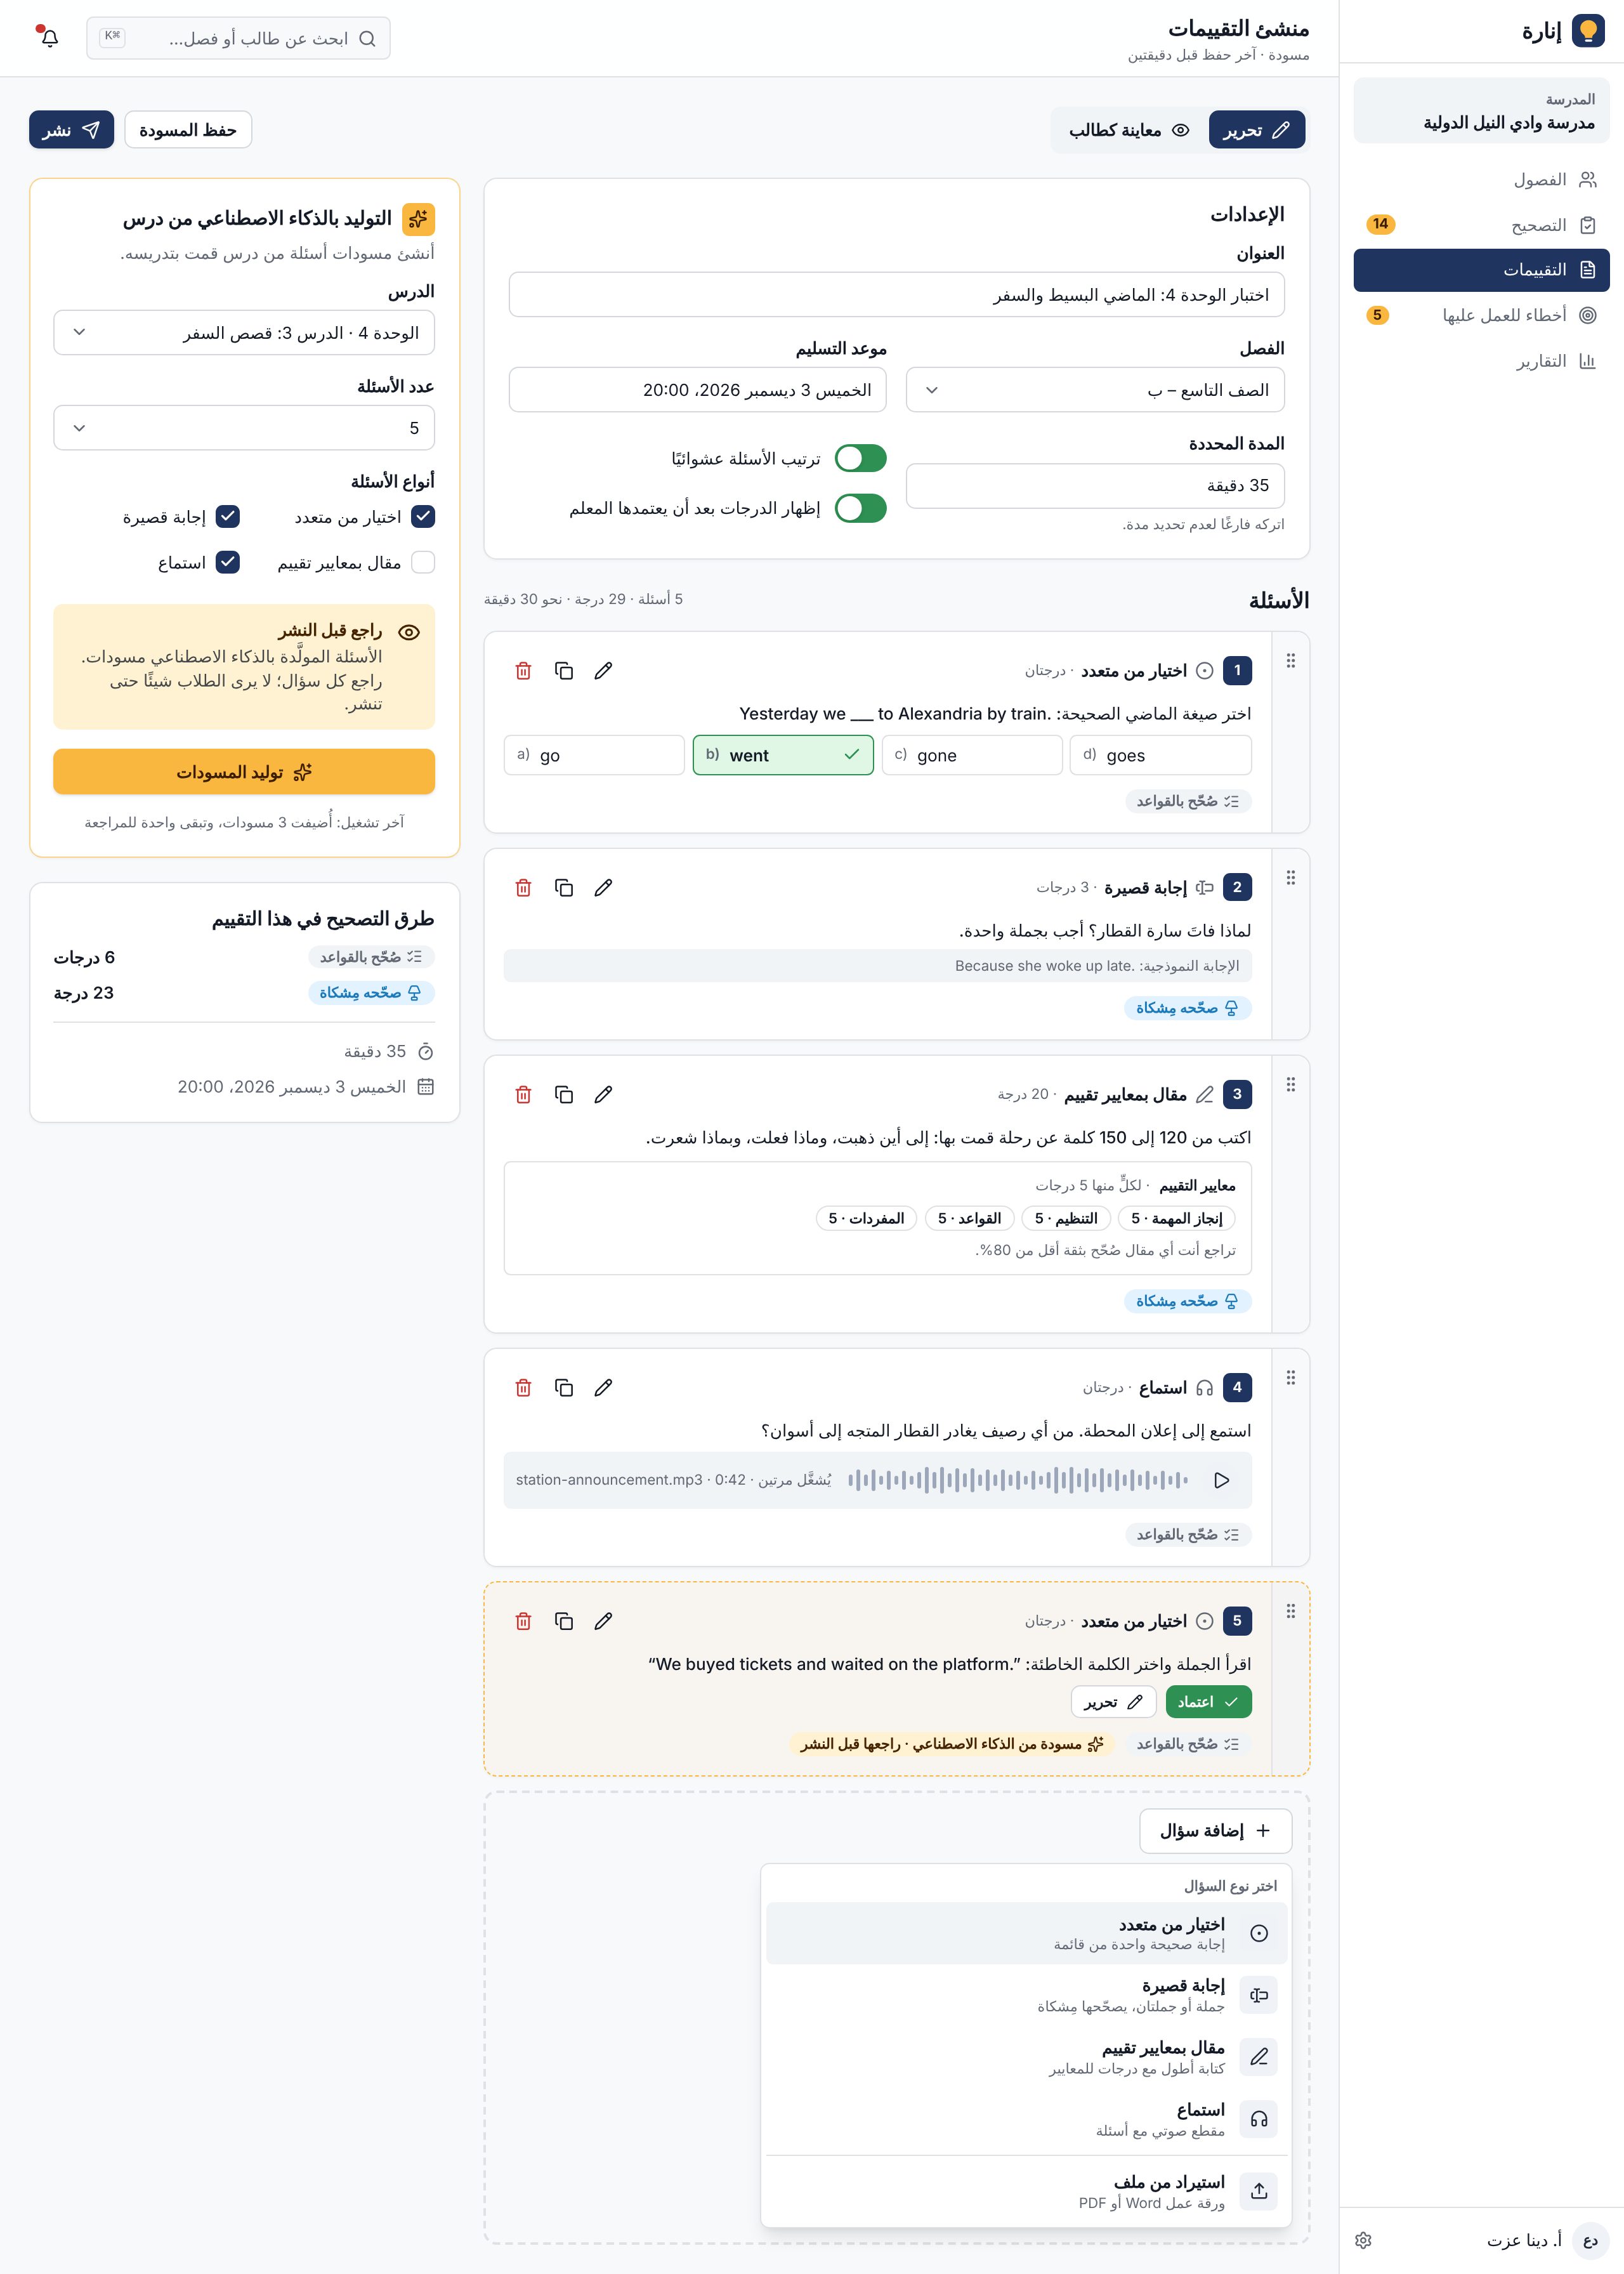 إنارة
المدرسة
مدرسة وادي النيل الدولية
الفصول
التصحيح
14
التقييمات
أخطاء للعمل عليها
5
التقارير
أ. دينا عزت
دع
منشئ التقييمات
مسودة · آخر حفظ قبل دقيقتين
ابحث عن طالب أو فصل...
⌘K
تحرير
معاينة كطالب
حفظ المسودة
نشر
الإعدادات
العنوان
اختبار الوحدة 4: الماضي البسيط والسفر
الفصل
الصف التاسع – ب
موعد التسليم
الخميس 3 ديسمبر 2026، 20:00
المدة المحددة
35 دقيقة
اتركه فارغًا لعدم تحديد مدة.
ترتيب الأسئلة عشوائيًا
إظهار الدرجات بعد أن يعتمدها المعلم
الأسئلة
5 أسئلة · 29 درجة · نحو 30 دقيقة
1
اختيار من متعدد · درجتان
اختر صيغة الماضي الصحيحة: Yesterday we ___ to Alexandria by train.
a) go
b) went
c) gone
d) goes
صُحّح بالقواعد
2
إجابة قصيرة · 3 درجات
لماذا فاتَ سارة القطار؟ أجب بجملة واحدة.
الإجابة النموذجية: Because she woke up late.
صحّحه مِشكاة
3
مقال بمعايير تقييم · 20 درجة
اكتب من 120 إلى 150 كلمة عن رحلة قمت بها: إلى أين ذهبت، وماذا فعلت، وبماذا شعرت.
معايير التقييم · لكلٍّ منها 5 درجات
إنجاز المهمة · 5
التنظيم · 5
القواعد · 5
المفردات · 5
تراجع أنت أي مقال صُحّح بثقة أقل من 80%.
صحّحه مِشكاة
4
استماع · درجتان
استمع إلى إعلان المحطة. من أي رصيف يغادر القطار المتجه إلى أسوان؟
يُشغَّل مرتين · 0:42 · station-announcement.mp3
صُحّح بالقواعد
5
اختيار من متعدد · درجتان
اقرأ الجملة واختر الكلمة الخاطئة: “We buyed tickets and waited on the platform.”
اعتماد
تحرير
صُحّح بالقواعد
مسودة من الذكاء الاصطناعي · راجعها قبل النشر
إضافة سؤال
اختر نوع السؤال
اختيار من متعدد
إجابة صحيحة واحدة من قائمة
إجابة قصيرة
جملة أو جملتان، يصحّحها مِشكاة
مقال بمعايير تقييم
كتابة أطول مع درجات للمعايير
استماع
مقطع صوتي مع أسئلة
استيراد من ملف
ورقة عمل Word أو PDF
التوليد بالذكاء الاصطناعي من درس
أنشئ مسودات أسئلة من درس قمت بتدريسه.
الدرس
الوحدة 4 · الدرس 3: قصص السفر
عدد الأسئلة
5
أنواع الأسئلة
اختيار من متعدد
إجابة قصيرة
مقال بمعايير تقييم
استماع
راجع قبل النشر
الأسئلة المولَّدة بالذكاء الاصطناعي مسودات.
راجع كل سؤال؛ لا يرى الطلاب شيئًا حتى
تنشر.
توليد المسودات
آخر تشغيل: أُضيفت 3 مسودات، وتبقى واحدة للمراجعة
طرق التصحيح في هذا التقييم
صُحّح بالقواعد
6 درجات
صحّحه مِشكاة
23 درجة
35 دقيقة
الخميس 3 ديسمبر 2026، 20:00